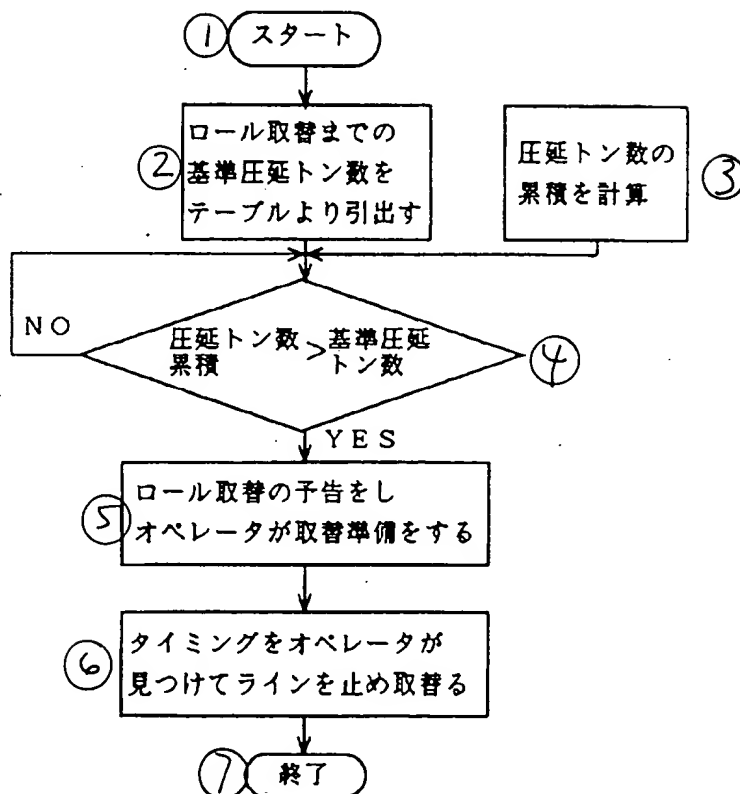 ① スタート
② ロール取替までの
基準圧延トン数を
テーブルより引出す
圧延トン数の
累積を計算
③
NO
圧延トン数 > 基準圧延
累積 トン数
④
YES
⑤ ロール取替の予告をし
オペレータが取替準備をする
⑥ タイミングをオペレータが
見つけてラインを止め取替る
⑦ 終了